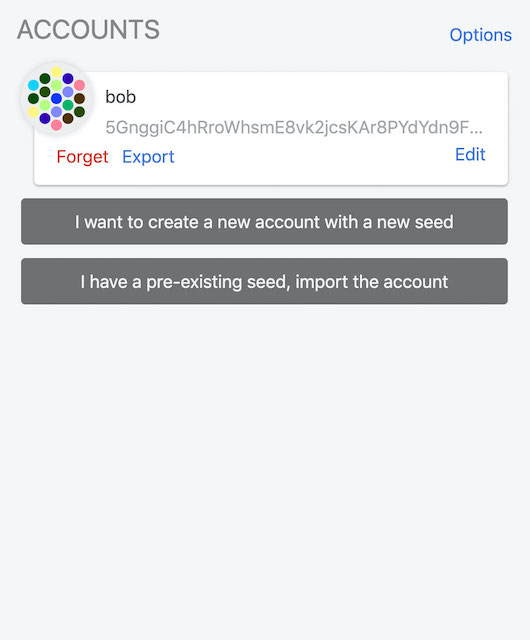 ACCOUNTS
Options
bob
5GnggiC4hRroWhsmE8vk2jcsKAr8PYdYdn9F...
Forget Export Edit
I want to create a new account with a new seed
I have a pre-existing seed, import the account